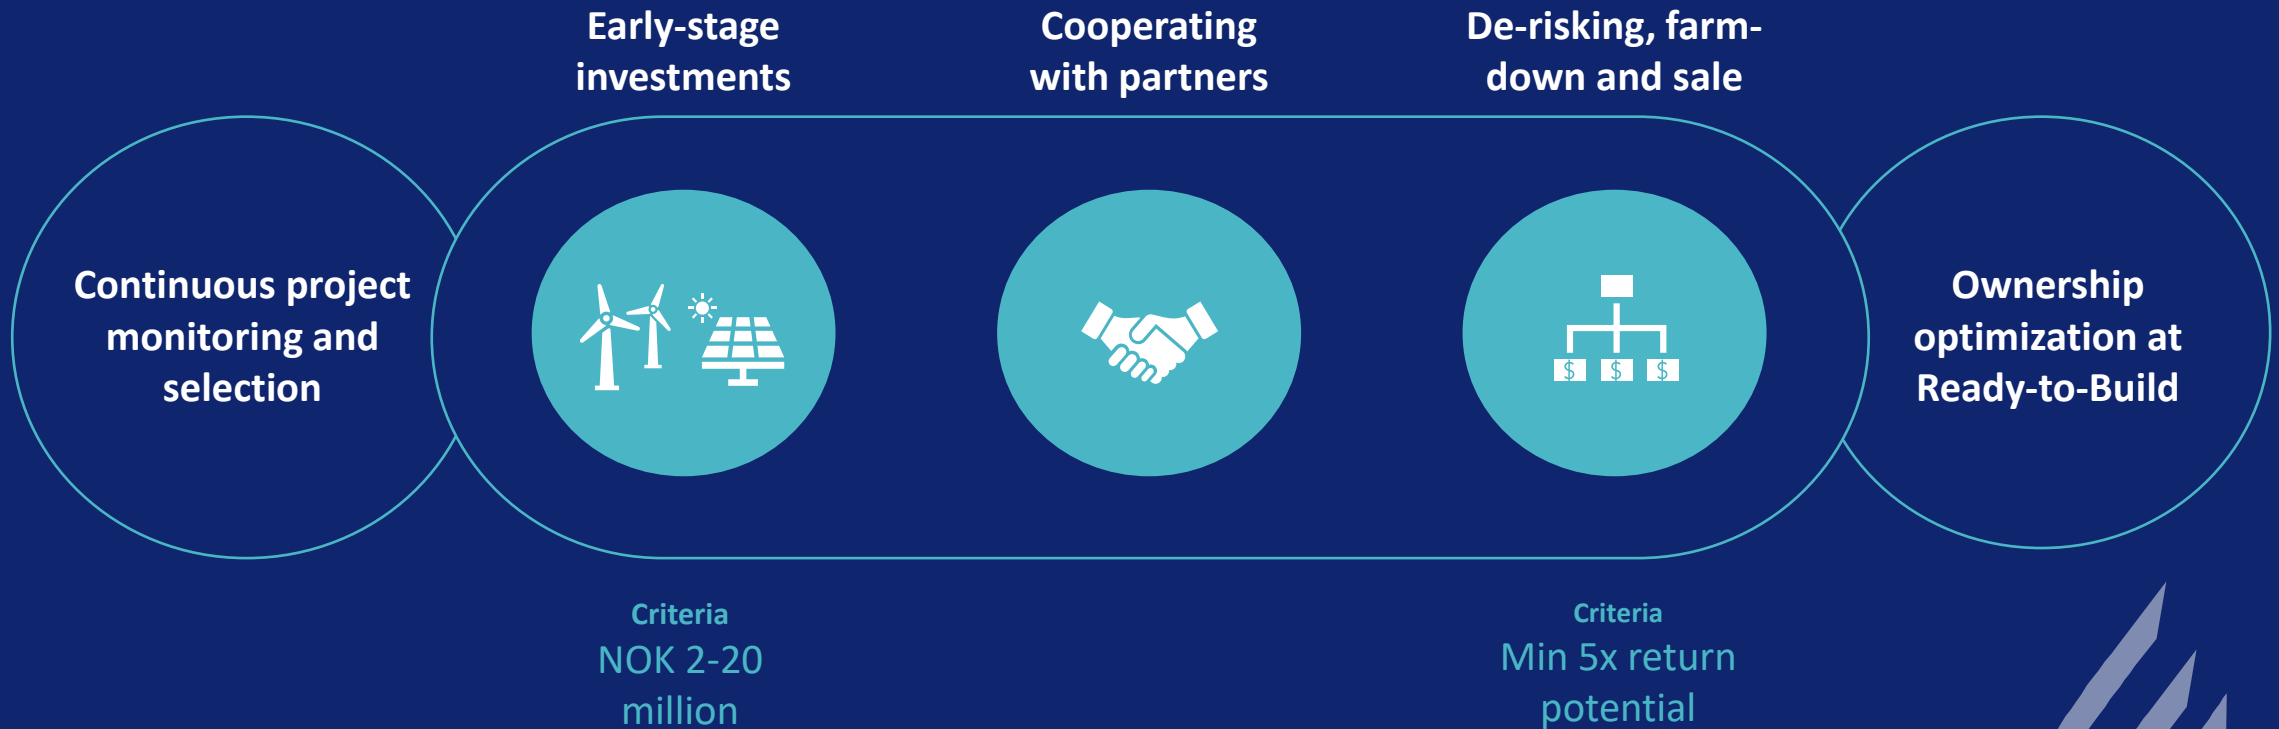 Early-stage
investments
Cooperating
with partners
De-risking, farm-
down and sale
Continuous project
monitoring and
selection
$ $ $
Ownership
optimization at
Ready-to-Build
Criteria
NOK 2-20
million
Criteria
Min 5x return
potential